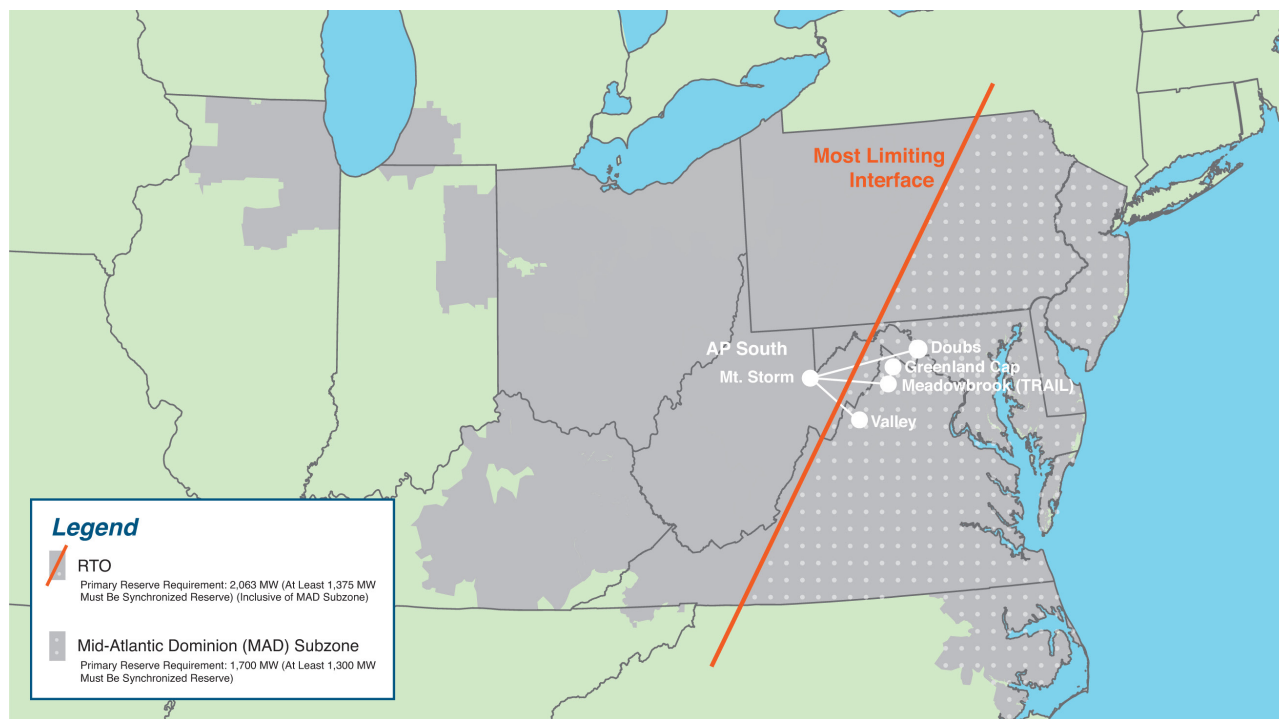 Most Limiting
Interface
AP South
Doubs
Greenland Cap
Mt. Storm
Meadowbrook (TRAIL)
Valley
Legend
RTO
Primary Reserve Requirement: 2,063 MW (At Least 1,375 MW
Must Be Synchronized Reserve) (Inclusive of MAD Subzone)
Mid-Atlantic Dominion (MAD) Subzone
Primary Reserve Requirement: 1,700 MW (At Least 1,300 MW
Must Be Synchronized Reserve)